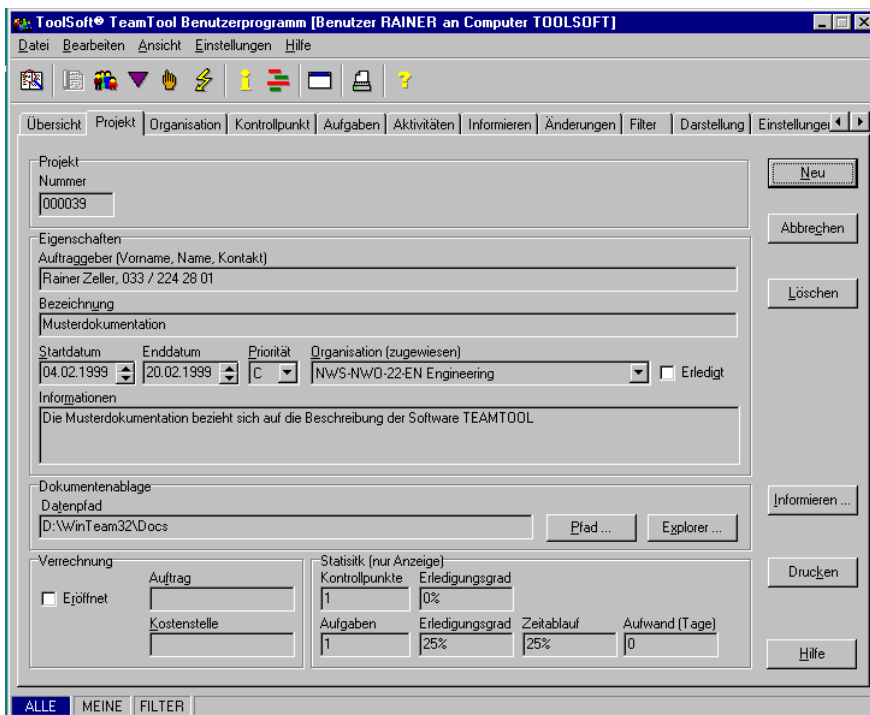 ToolSoft® TeamTool Benutzerprogramm [Benutzer RAINER an Computer TOOLSOFT]
Datei Bearbeiten Ansicht Einstellungen Hilfe
Übersicht Projekt Organisation Kontrollpunkt Aufgaben Aktivitäten Informieren Änderungen Filter Darstellung Einstellungen
Projekt
Nummer
000039
Neu
Abbrechen
Löschen
Eigenschaften
Auftraggeber (Vorname, Name, Kontakt)
Rainer Zeller, 033 / 224 28 01
Bezeichnung
Musterdokumentation
Startdatum Enddatum Priorität Organisation (zugewiesen)
04.02.1999 20.02.1999 C NWS-NWO-22-EN Engineering Erledigt
Informationen
Die Musterdokumentation bezieht sich auf die Beschreibung der Software TEAMTOOL
Dokumentenablage
Datenpfad
D:\WinTeam32\Docs Pfad ... Explorer ...
Informieren ...
Verrechnung
Auftrag
Eröffnet
Kostenstelle
Statisitk (nur Anzeige)
Kontrollpunkte Erledigungsgrad
1 0%
Aufgaben Erledigungsgrad Zeitablauf Aufwand (Tage)
1 25% 25% 0
Drucken
Hilfe
ALLE MEINE FILTER